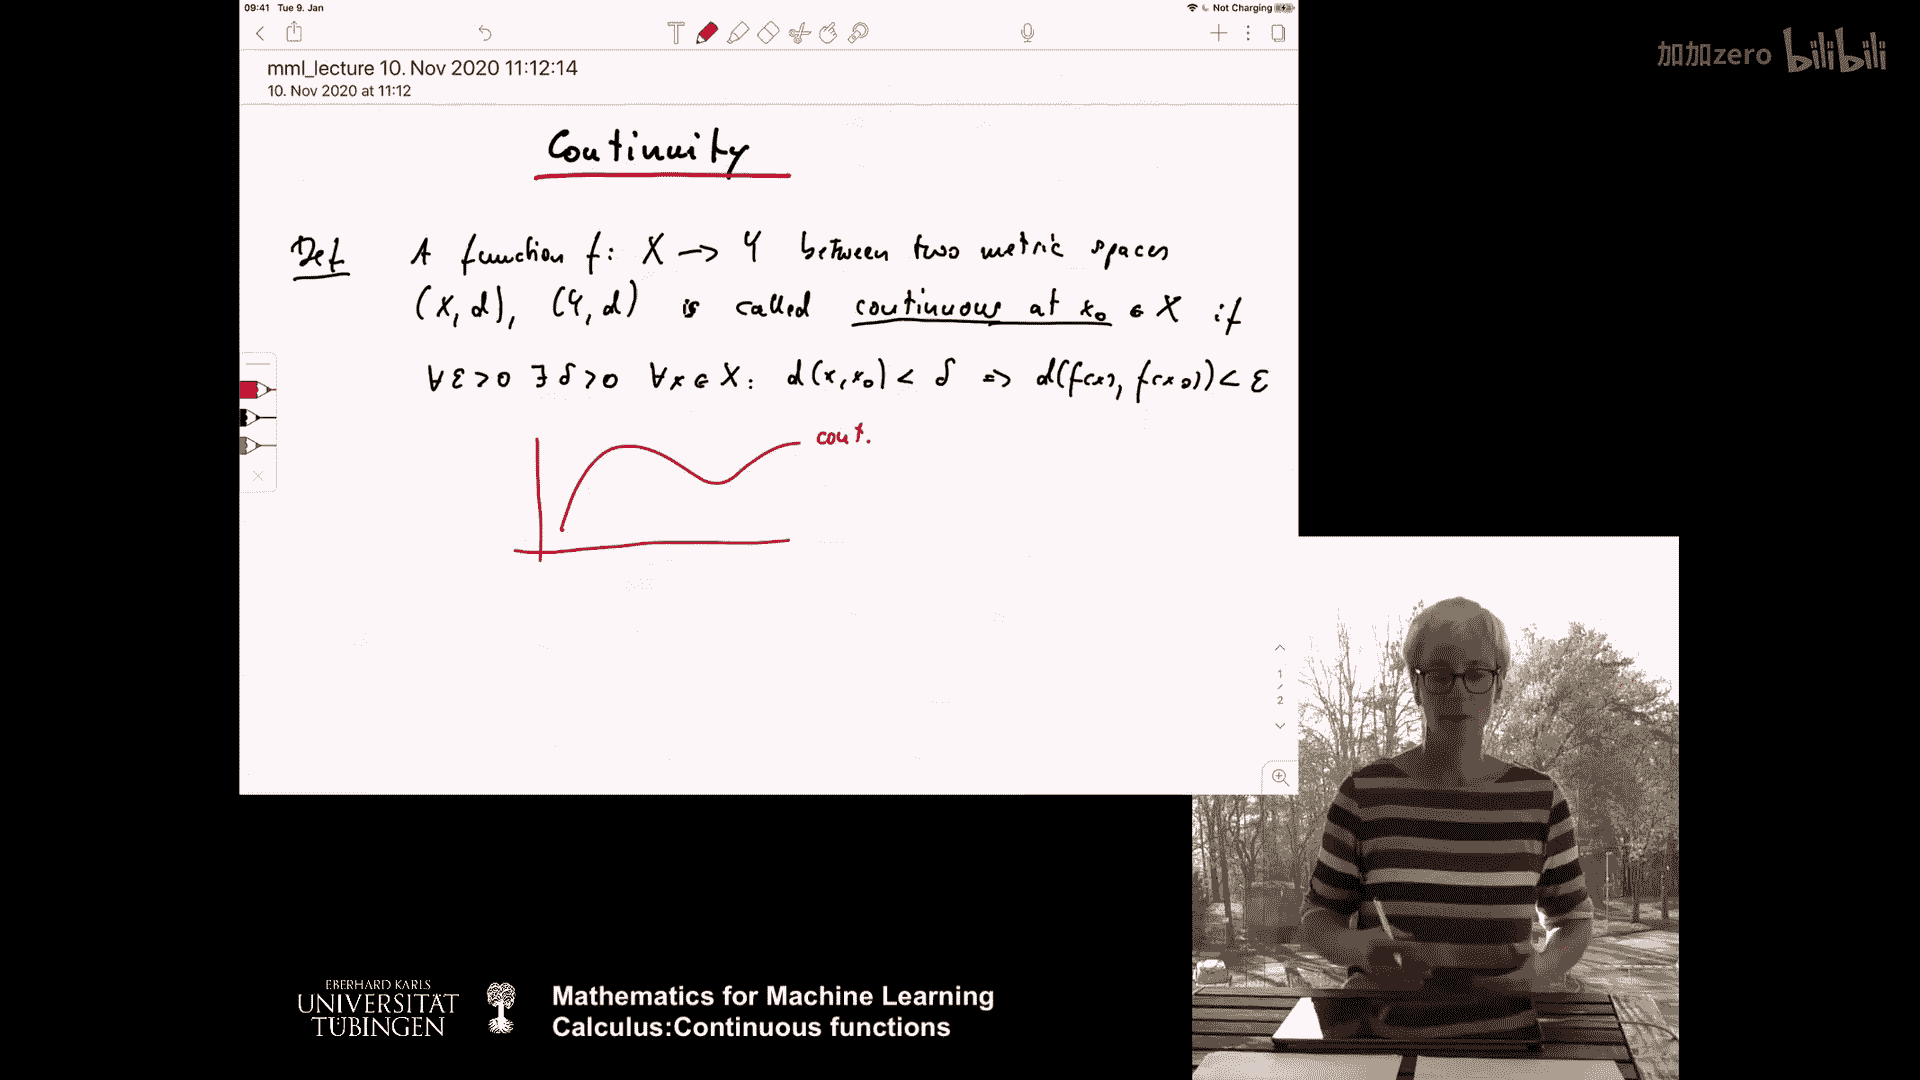 09:41 Tue 9. Jan
Not Charging
mml_lecture 10. Nov 2020 11:12:14
10. Nov 2020 at 11:12
Continuity
Def A function f: X → Y between two metric spaces
(X, d), (Y, d) is called continuous at x₀ ∈ X if
∀ ε > 0 ∃ δ > 0 ∀ x ∈ X: d(x, x₀) < δ ⇒ d(f(x), f(x₀)) < ε
cont.
1
/
2
EBERHARD KARLS
UNIVERSITÄT
TÜBINGEN
Mathematics for Machine Learning
Calculus:Continuous functions
加加zero bilibili